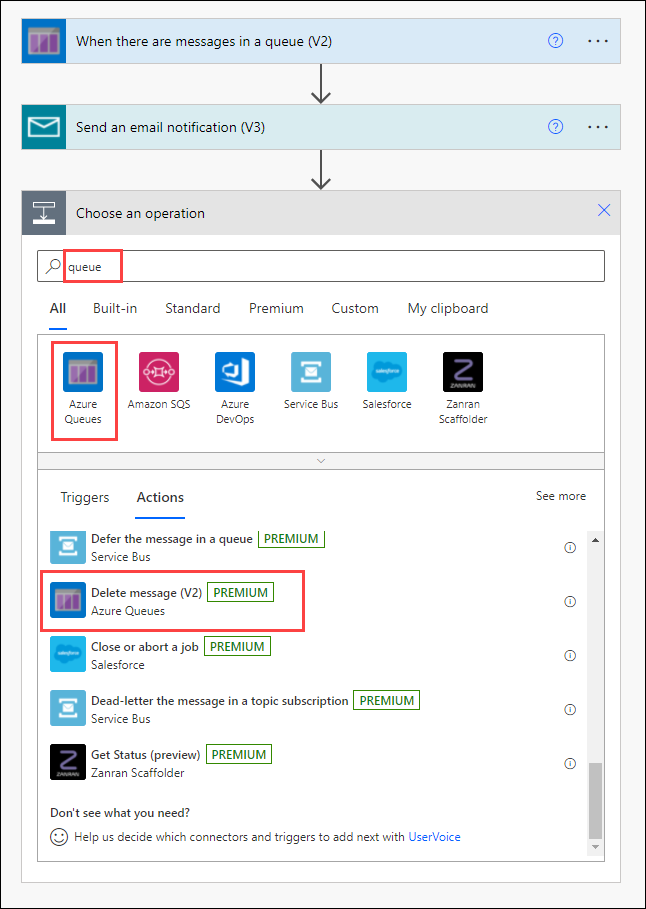 When there are messages in a queue (V2)
Send an email notification (V3)
Choose an operation
queue
All Built-in Standard Premium Custom My clipboard
Azure Queues
Amazon SQS
Azure DevOps
Service Bus
Salesforce
Zanran Scaffolder
Triggers Actions See more
Defer the message in a queue PREMIUM
Service Bus
Delete message (V2) PREMIUM
Azure Queues
Close or abort a job PREMIUM
Salesforce
Dead-letter the message in a topic subscription PREMIUM
Service Bus
Get Status (preview) PREMIUM
Zanran Scaffolder
Don't see what you need?
Help us decide which connectors and triggers to add next with UserVoice